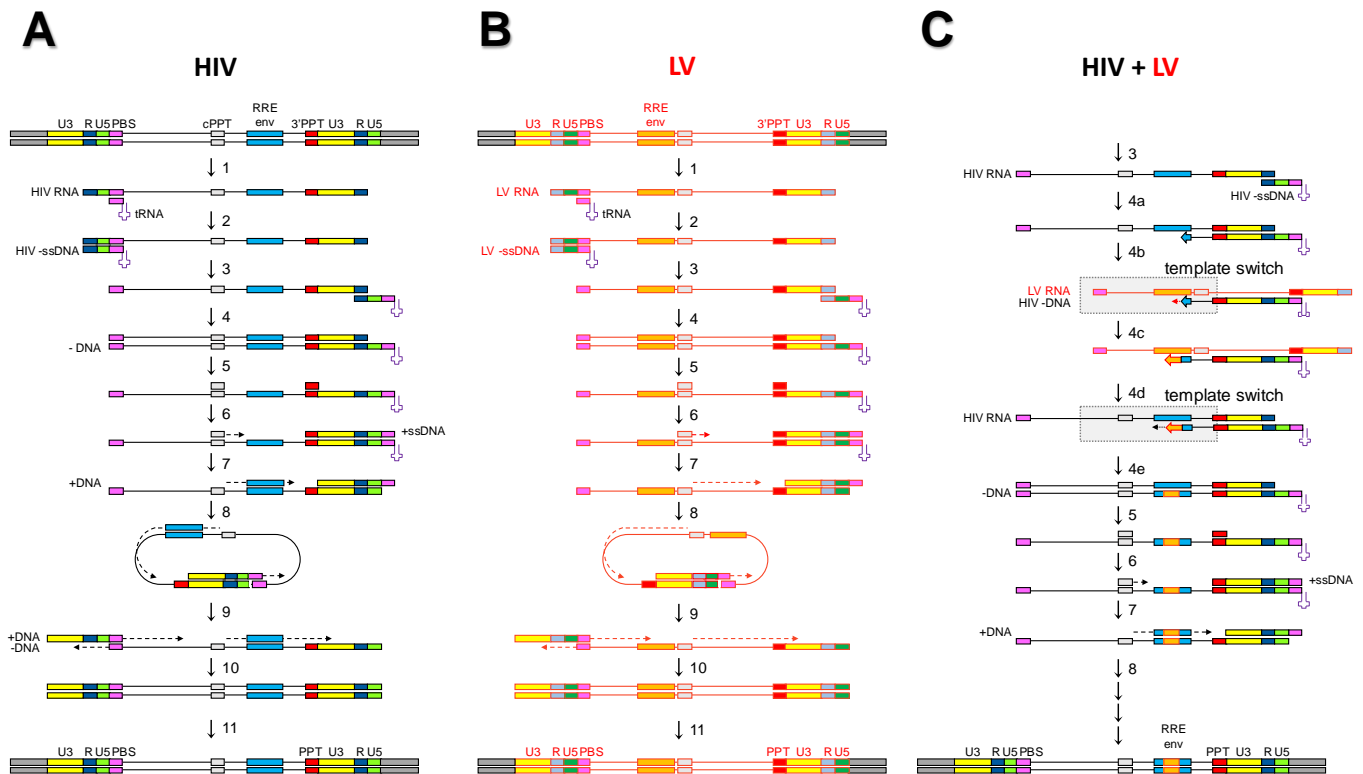 A
B
C
HIV
LV
HIV + LV
RRE
env
U3 R U5 PBS cPPT 3'PPT U3 R U5
1
HIV RNA
tRNA
2
HIV -ssDNA
3
4
- DNA
5
6
+ssDNA
7
+DNA
8
9
+DNA
-DNA
10
11
U3 R U5 PBS PPT U3 R U5
RRE
env
U3 R U5 PBS 3'PPT U3 R U5
1
LV RNA
tRNA
2
LV -ssDNA
3
4
5
6
7
8
9
10
11
U3 R U5 PBS PPT U3 R U5
3
HIV RNA
HIV -ssDNA
4a
4b
template switch
LV RNA
HIV -DNA
4c
4d
template switch
HIV RNA
4e
-DNA
5
6
+ssDNA
7
+DNA
8
RRE
env
U3 R U5 PBS PPT U3 R U5